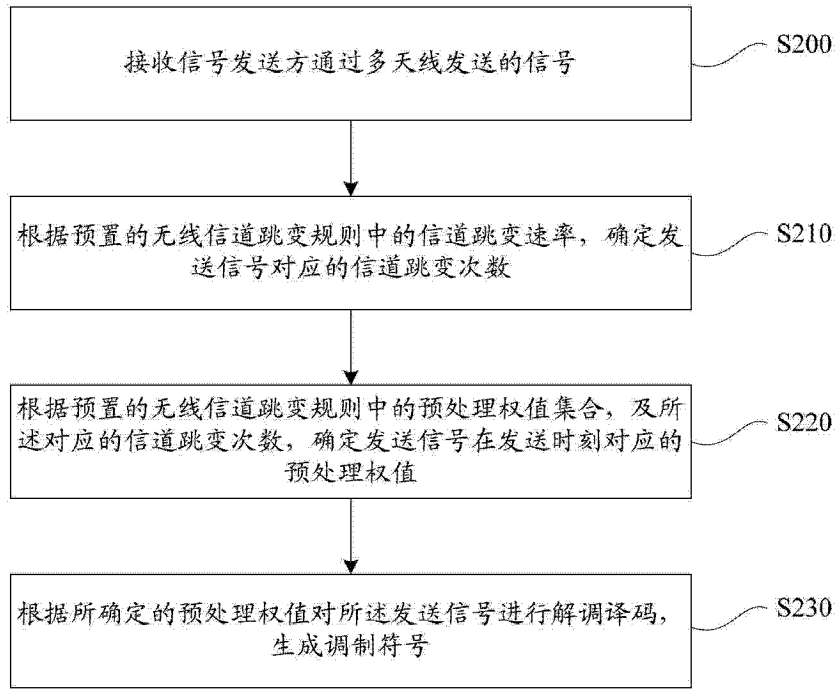 接收信号发送方通过多天线发送的信号
S200
根据预置的无线信道跳变规则中的信道跳变速率，确定发
送信号对应的信道跳变次数
S210
根据预置的无线信道跳变规则中的预处理权值集合，及所
述对应的信道跳变次数，确定发送信号在发送时刻对应的
预处理权值
S220
根据所确定的预处理权值对所述发送信号进行解调译码，
生成调制符号
S230